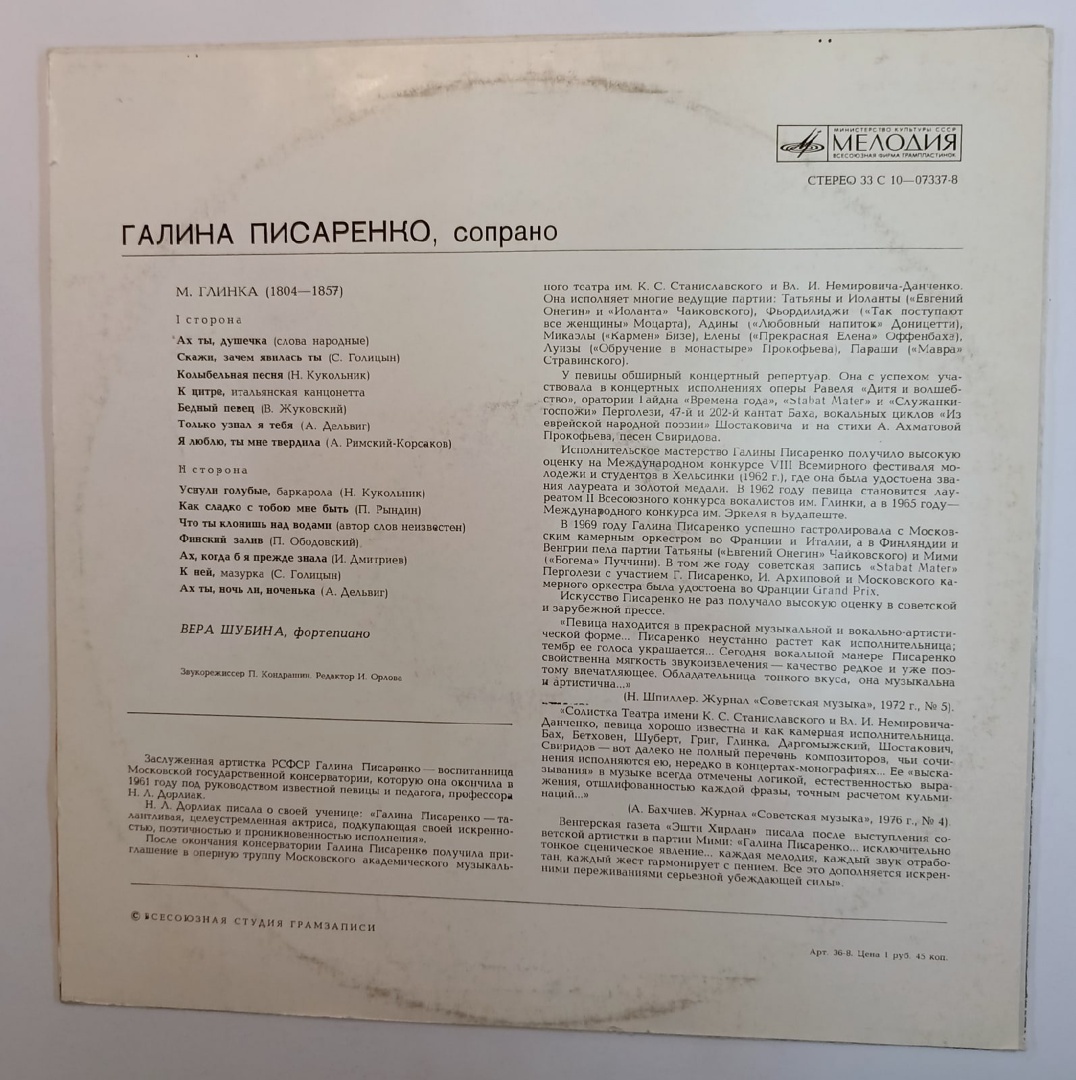 МИНИСТЕРСТВО КУЛЬТУРЫ СССР
МЕЛОДИЯ
ВСЕСОЮЗНАЯ ФИРМА ГРАМПЛАСТИНОК
СТЕРЕО 33 С 10—07337-8
ГАЛИНА ПИСАРЕНКО, сопрано
М. ГЛИНКА (1804—1857)
I сторона
Ах ты, душечка (слова народные)
Скажи, зачем явилась ты (С. Голицын)
Колыбельная песня (Н. Кукольник)
К цитре, итальянская канцонетта
Бедный певец (В. Жуковский)
Только узнал я тебя (А. Дельвиг)
Я люблю, ты мне твердила (А. Римский-Корсаков)
II сторона
Уснули голубые, баркарола (Н. Кукольник)
Как сладко с тобою мне быть (П. Рындин)
Что ты клонишь над водами (автор слов неизвестен)
Финский залив (П. Ободовский)
Ах, когда б я прежде знала (И. Дмитриев)
К ней, мазурка (С. Голицын)
Ах ты, ночь ли, ноченька (А. Дельвиг)
ВЕРА ШУБИНА, фортепиано
Звукорежиссер П. Кондрашин. Редактор И. Орлова
Заслуженная артистка РСФСР Галина Писаренко — воспитанница
Московской государственной консерватории, которую она окончила в
1961 году под руководством известной певицы и педагога, профессора
Н. Л. Дорлиак.
Н. Л. Дорлиак писала о своей ученице: «Галина Писаренко — та-
лантливая, целеустремленная актриса, подкупающая своей искренно-
стью, поэтичностью и проникновенностью исполнения».
После окончания консерватории Галина Писаренко получила при-
глашение в оперную труппу Московского академического музыкаль-
ного театра им. К. С. Станиславского и Вл. И. Немировича-Данченко.
Она исполняет многие ведущие партии: Татьяны и Иоланты («Евгений
Онегин» и «Иоланта» Чайковского), Фьордилиджи («Так поступают
все женщины» Моцарта), Адины («Любовный напиток» Доницетти),
Микаэлы («Кармен» Бизе), Елены («Прекрасная Елена» Оффенбаха),
Луизы («Обручение в монастыре» Прокофьева), Параши («Мавра»
Стравинского).
У певицы обширный концертный репертуар. Она с успехом уча-
ствовала в концертных исполнениях оперы Равеля «Дитя и волшеб-
ство», оратории Гайдна «Времена года», «Stabat Mater» и «Служанки-
госпожи» Перголези, 47-й и 202-й кантат Баха, вокальных циклов «Из
еврейской народной поэзии» Шостаковича и на стихи А. Ахматовой
Прокофьева, песен Свиридова.
Исполнительское мастерство Галины Писаренко получило высокую
оценку на Международном конкурсе VIII Всемирного фестиваля мо-
лодежи и студентов в Хельсинки (1962 г.), где она была удостоена зва-
ния лауреата и золотой медали. В 1962 году певица становится лау-
реатом II Всесоюзного конкурса вокалистов им. Глинки, а в 1965 году—
Международного конкурса им. Эркеля в Будапеште.
В 1969 году Галина Писаренко успешно гастролировала с Москов-
ским камерным оркестром во Франции и Италии, а в Финляндии и
Венгрии пела партии Татьяны («Евгений Онегин» Чайковского) и Мими
(«Богема» Пуччини). В том же году советская запись «Stabat Mater»
Перголези с участием Г. Писаренко, И. Архиповой и Московского ка-
мерного оркестра была удостоена во Франции Grand Prix.
Искусство Писаренко не раз получало высокую оценку в советской
и зарубежной прессе.
«Певица находится в прекрасной музыкальной и вокально-артисти-
ческой форме... Писаренко неустанно растет как исполнительница;
тембр ее голоса украшается... Сегодня вокальной манере Писаренко
свойственна мягкость звукоизвлечения — качество редкое и уже поэ-
тому впечатляющее. Обладательница тонкого вкуса, она музыкальна
и артистична...»
(Н. Шпиллер. Журнал «Советская музыка», 1972 г., № 5).
«Солистка Театра имени К. С. Станиславского и Вл. И. Немировича-
Данченко, певица хорошо известна и как камерная исполнительница.
Бах, Бетховен, Шуберт, Григ, Глинка, Даргомыжский, Шостакович,
Свиридов — вот далеко не полный перечень композиторов, чьи сочи-
нения исполняются ею, нередко в концертах-монографиях... Ее «выска-
зывания» в музыке всегда отмечены логикой, естественностью выра-
жения, отшлифованностью каждой фразы, точным расчетом кульми-
наций...»
(А. Бахчиев. Журнал «Советская музыка», 1976 г., № 4).
Венгерская газета «Эшти Хирлап» писала после выступления со-
ветской артистки в партии Мими: «Галина Писаренко... исключительно
тонкое сценическое явление... каждая мелодия, каждый звук отрабо-
тан, каждый жест гармонирует с пением. Все это дополняется искрен-
ними переживаниями серьезной убеждающей силы».
© ВСЕСОЮЗНАЯ СТУДИЯ ГРАМЗАПИСИ
Арт. 36-8. Цена 1 руб. 45 коп.